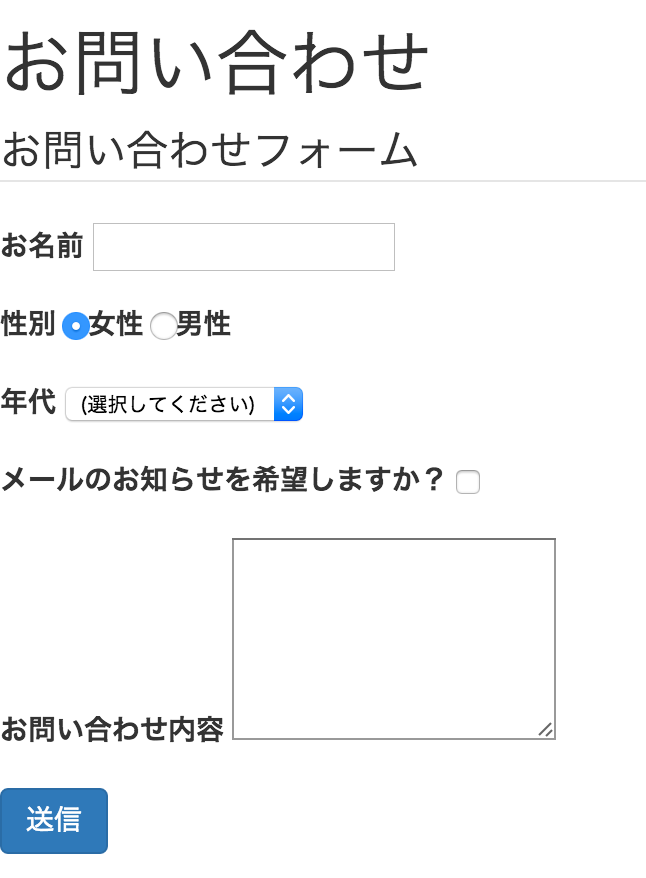 お問い合わせ
お問い合わせフォーム
お名前
性別 女性 男性
年代 (選択してください)
メールのお知らせを希望しますか？
お問い合わせ内容
送信